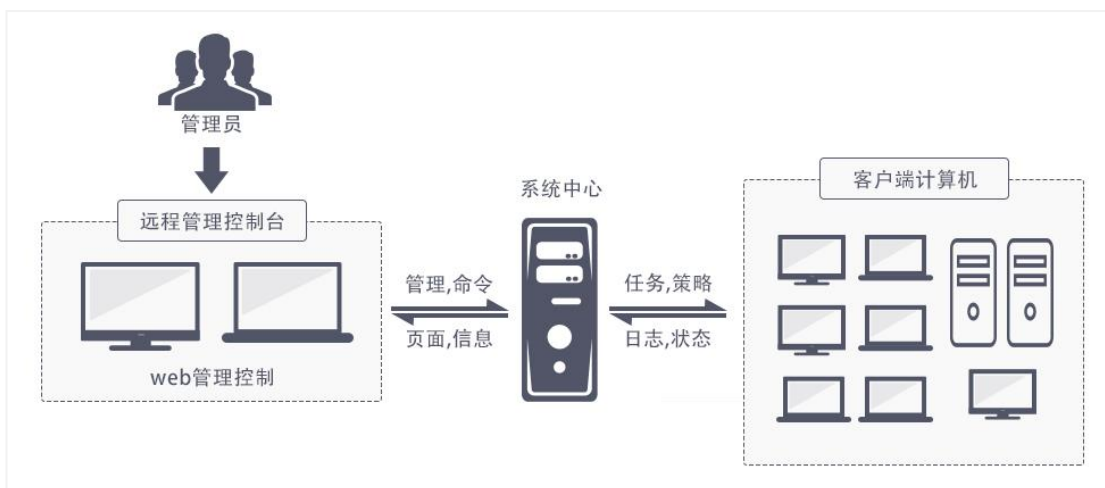 管理员
远程管理控制台
web管理控制
系统中心
管理,命令
页面,信息
任务,策略
日志,状态
客户端计算机